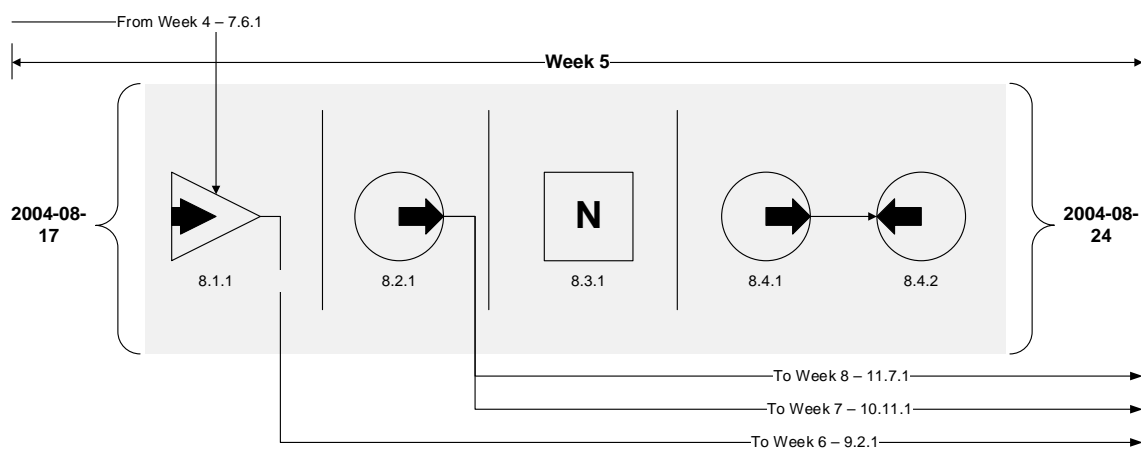 From Week 4 – 7.6.1
Week 5
2004-08-
17
N
2004-08-
24
8.1.1
8.2.1
8.3.1
8.4.1
8.4.2
To Week 8 – 11.7.1
To Week 7 – 10.11.1
To Week 6 – 9.2.1